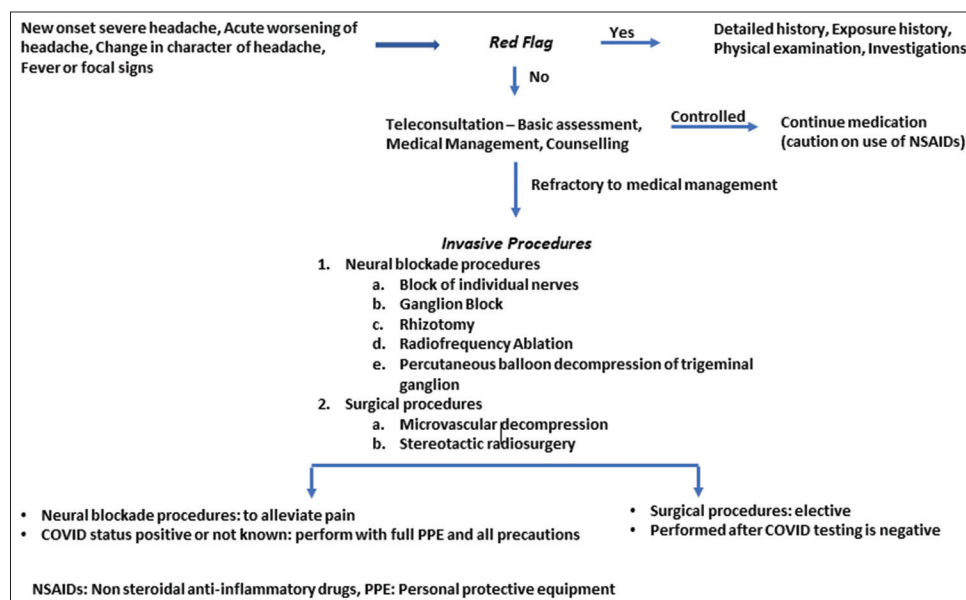 New onset severe headache, Acute worsening of
headache, Change in character of headache,
Fever or focal signs
Red Flag
Yes
Detailed history, Exposure history,
Physical examination, Investigations
No
Teleconsultation – Basic assessment,
Medical Management, Counselling
Controlled
Continue medication
(caution on use of NSAIDs)
Refractory to medical management
Invasive Procedures
1. Neural blockade procedures
a. Block of individual nerves
b. Ganglion Block
c. Rhizotomy
d. Radiofrequency Ablation
e. Percutaneous balloon decompression of trigeminal
ganglion
2. Surgical procedures
a. Microvascular decompression
b. Stereotactic radiosurgery
• Neural blockade procedures: to alleviate pain
• COVID status positive or not known: perform with full PPE and all precautions
• Surgical procedures: elective
• Performed after COVID testing is negative
NSAIDs: Non steroidal anti-inflammatory drugs, PPE: Personal protective equipment